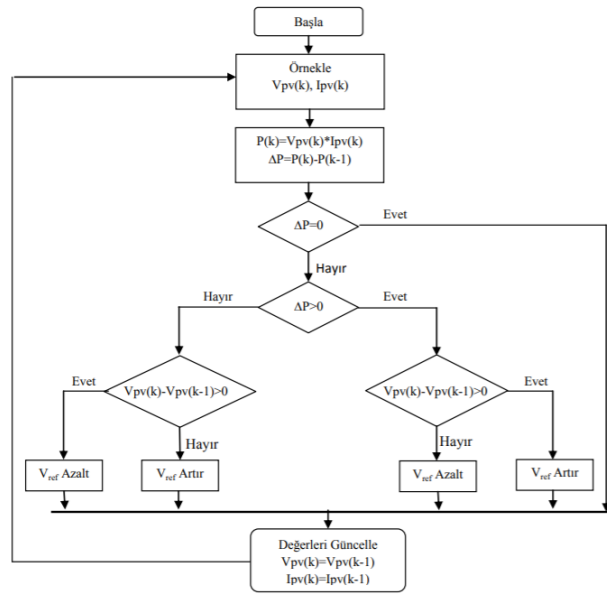 Başla
Örnekle
Vpv(k), Ipv(k)
P(k)=Vpv(k)*Ipv(k)
ΔP=P(k)-P(k-1)
ΔP=0
Evet
Hayır
Hayır
ΔP>0
Evet
Evet
Vpv(k)-Vpv(k-1)>0
Vpv(k)-Vpv(k-1)>0
Evet
Hayır
Hayır
Vref Azalt
Vref Artır
Vref Azalt
Vref Artır
Değerleri Güncelle
Vpv(k)=Vpv(k-1)
Ipv(k)=Ipv(k-1)